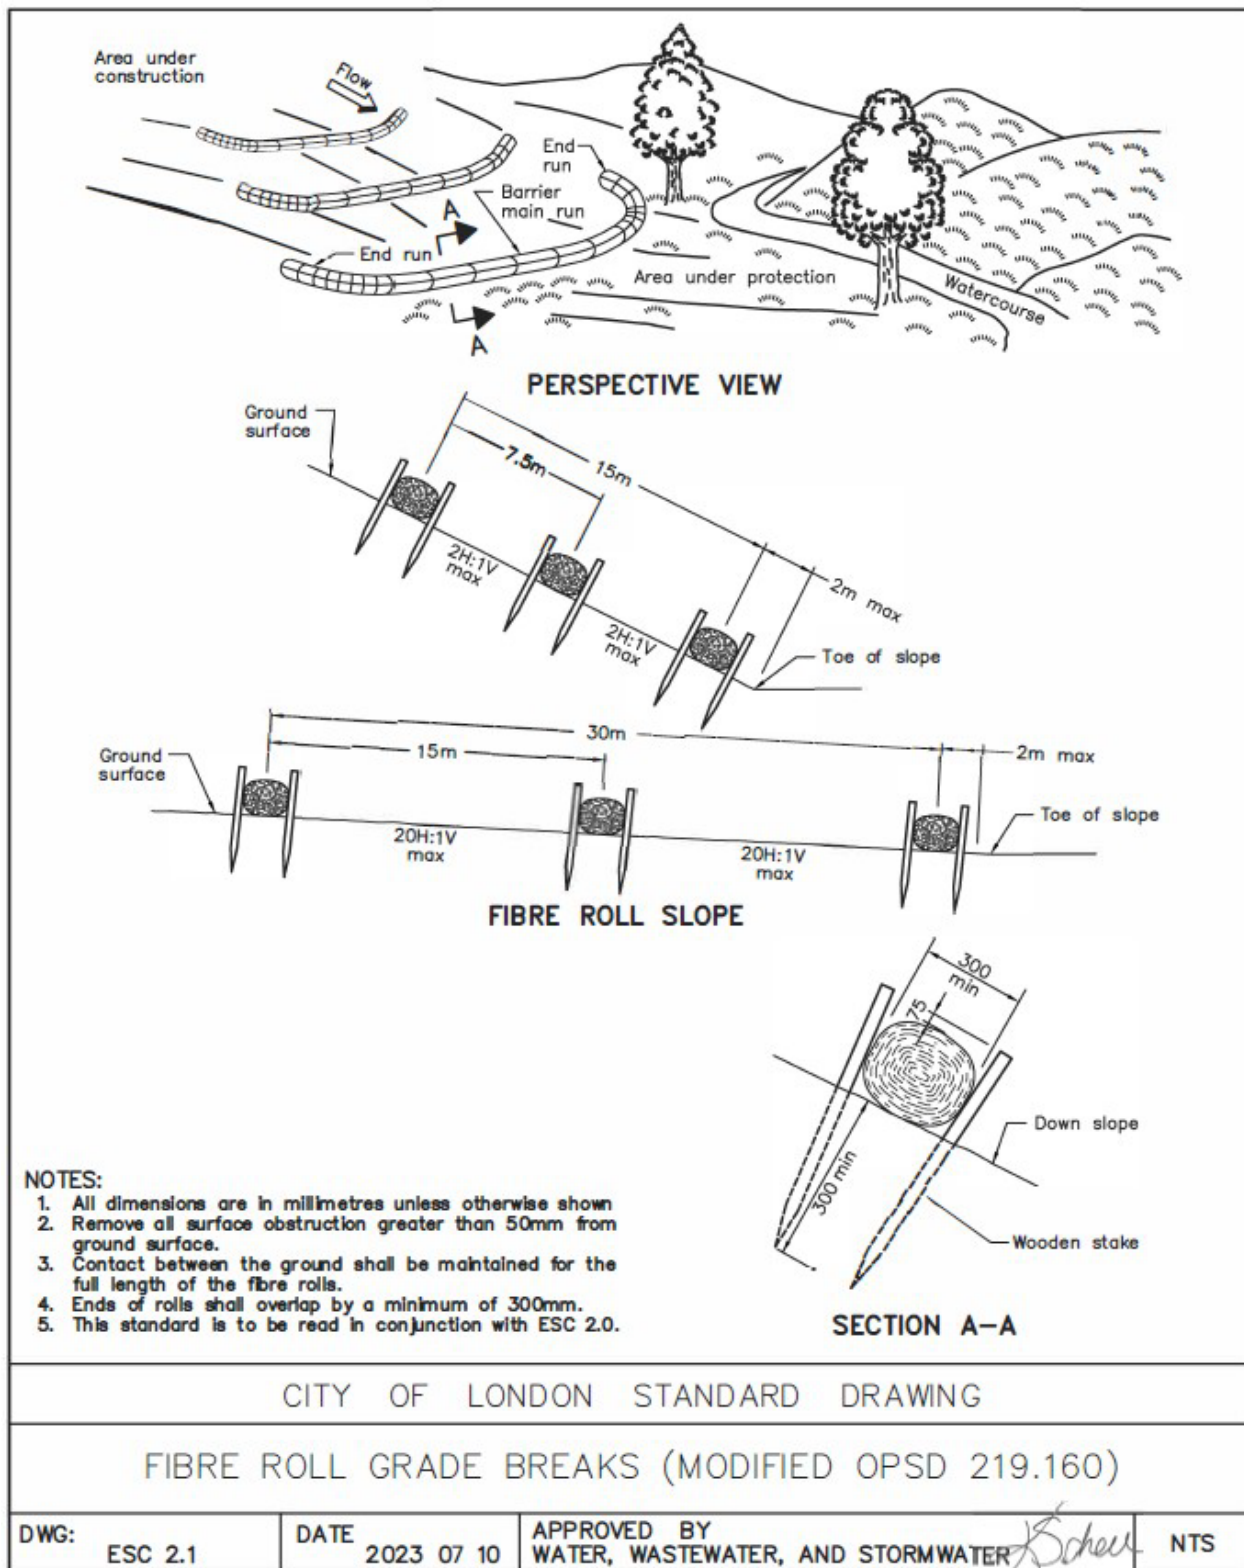 Area under
construction
Flow
End
run
Barrier
main run
A
End run
Area under protection
Watercourse
A
PERSPECTIVE VIEW
Ground
surface
7.5m
15m
2H:1V
max
2m max
2H:1V
max
Toe of slope
30m
15m
2m max
Ground
surface
Toe of slope
20H:1V
max
20H:1V
max
FIBRE ROLL SLOPE
300
min
75
Down slope
300 min
Wooden stake
SECTION A-A
NOTES:
1. All dimensions are in millimetres unless otherwise shown
2. Remove all surface obstruction greater than 50mm from
ground surface.
3. Contact between the ground shall be maintained for the
full length of the fibre rolls.
4. Ends of rolls shall overlap by a minimum of 300mm.
5. This standard is to be read in conjunction with ESC 2.0.
CITY OF LONDON STANDARD DRAWING
FIBRE ROLL GRADE BREAKS (MODIFIED OPSD 219.160)
DWG:
ESC 2.1
DATE
2023 07 10
APPROVED BY
WATER, WASTEWATER, AND STORMWATER
NTS